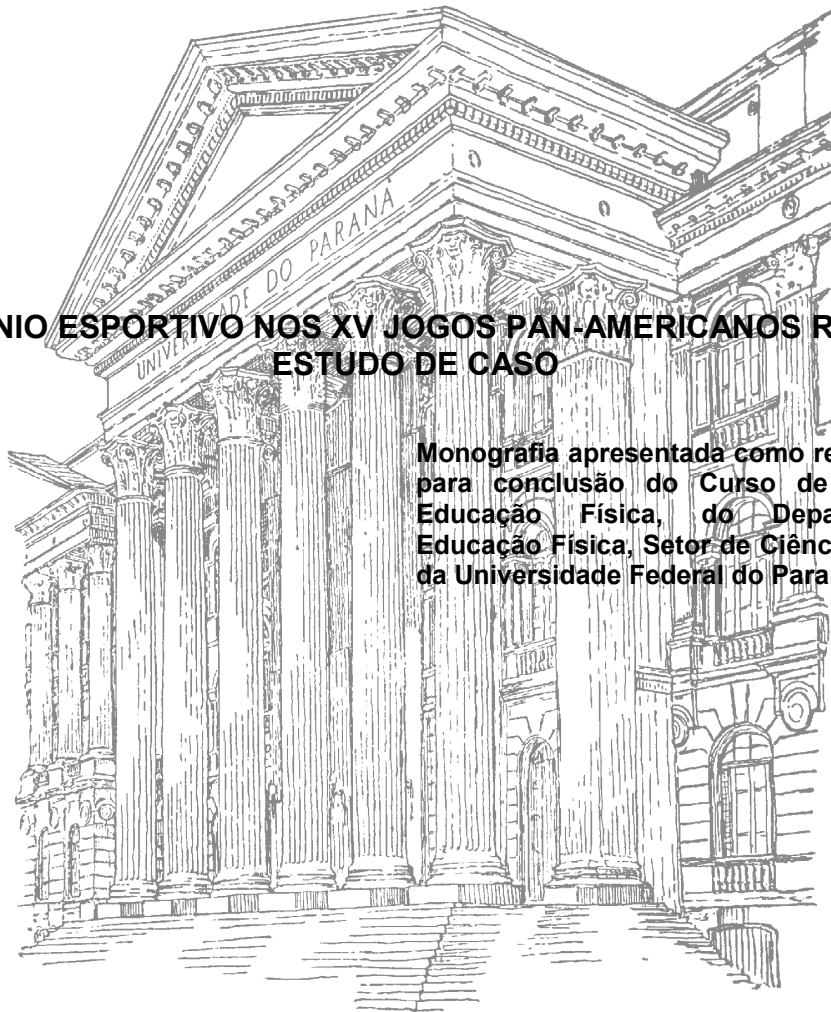 UNIVERSIDADE DO PARANÁ
NIO ESPORTIVO NOS XV JOGOS PAN-AMERICANOS R
ESTUDO DE CASO
Monografia apresentada como re
para conclusão do Curso de
Educação Física, do Depa
Educação Física, Setor de Ciênc
da Universidade Federal do Para